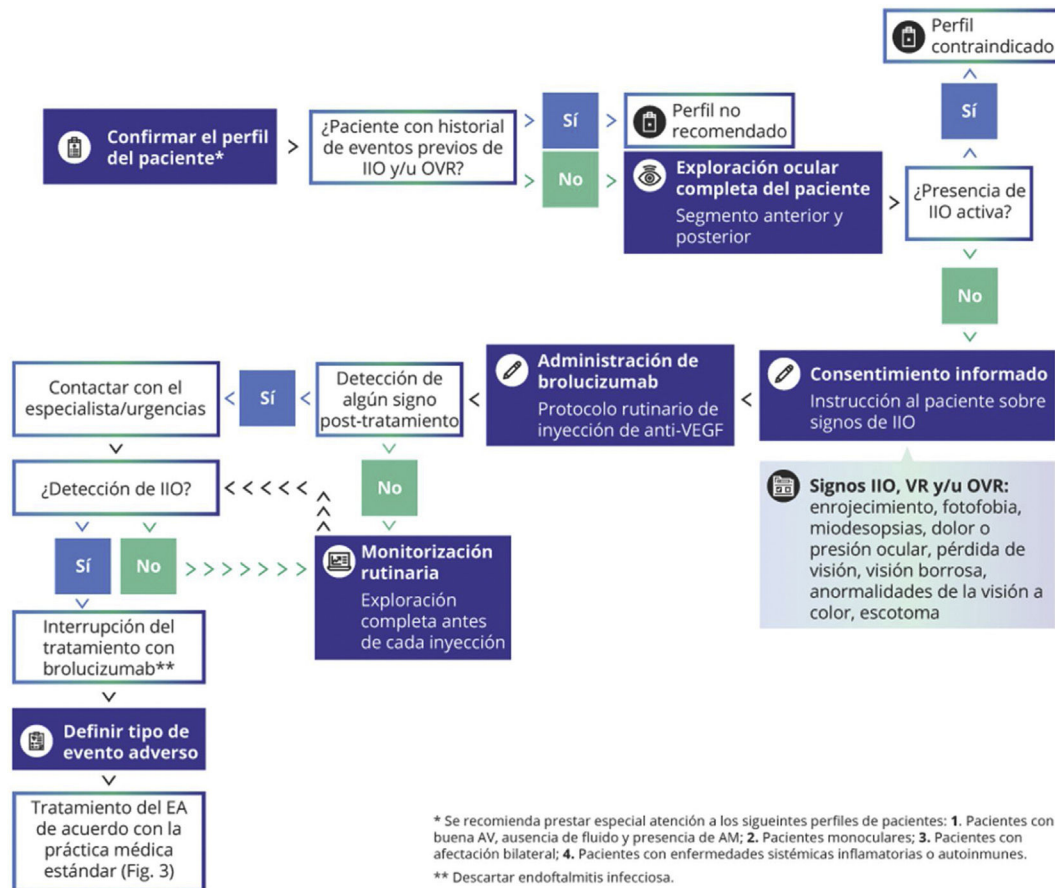 Confirmar el perfil
del paciente*
¿Paciente con historial
de eventos previos de
IIO y/u OVR?
Sí
Perfil no
recomendado
No
Exploración ocular
completa del paciente
Segmento anterior y
posterior
¿Presencia de
IIO activa?
Sí
Perfil
contraindicado
No
Consentimiento informado
Instrucción al paciente sobre
signos de IIO
Signos IIO, VR y/u OVR:
enrojecimiento, fotofobia,
miodesopsias, dolor o
presión ocular, pérdida de
visión, visión borrosa,
anormalidades de la visión a
color, escotoma
Administración de
brolucizumab
Protocolo rutinario de
inyección de anti-VEGF
Detección de
algún signo
post-tratamiento
Sí
Contactar con el
especialista/urgencias
No
Monitorización
rutinaria
Exploración
completa antes
de cada inyección
¿Detección de IIO?
Sí
No
Interrupción del
tratamiento con
brolucizumab**
Definir tipo de
evento adverso
Tratamiento del EA
de acuerdo con la
práctica médica
estándar (Fig. 3)
* Se recomienda prestar especial atención a los sigueintes perfiles de pacientes: 1. Pacientes con
buena AV, ausencia de fluido y presencia de AM; 2. Pacientes monoculares; 3. Pacientes con
afectación bilateral; 4. Pacientes con enfermedades sistémicas inflamatorias o autoinmunes.
** Descartar endoftalmitis infecciosa.